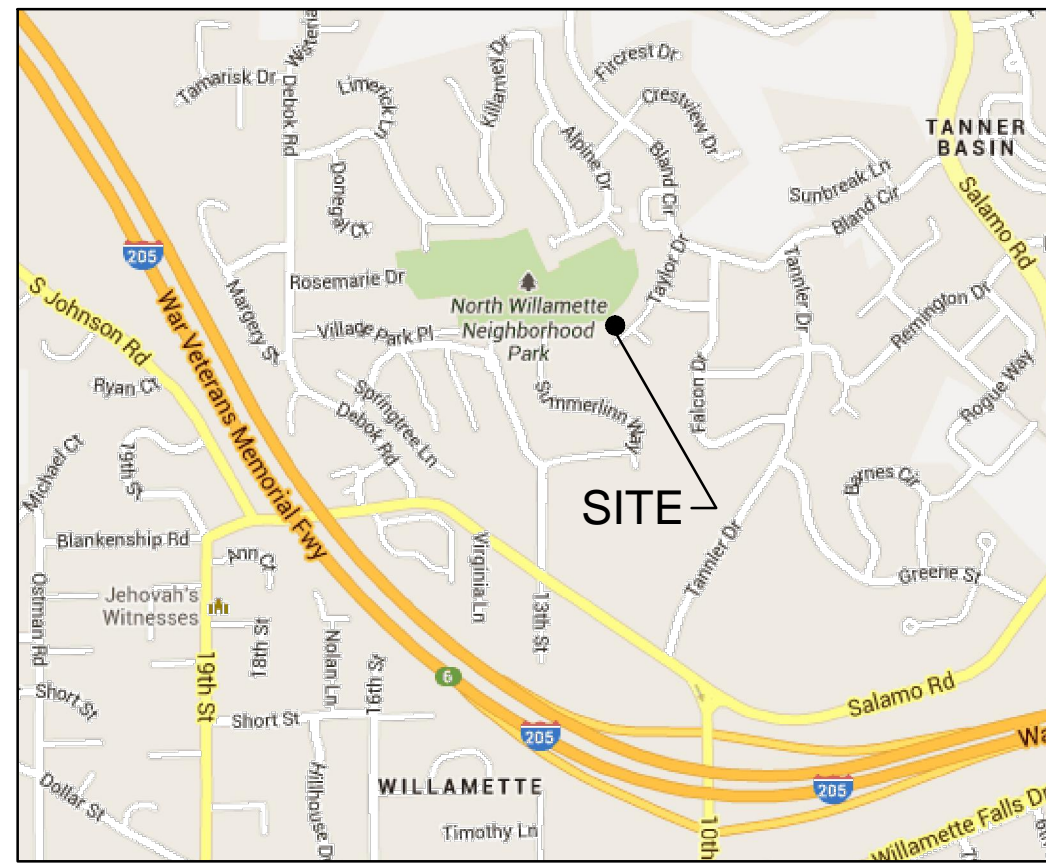 Wisteria
Tamarisk Dr
Debok Rd
Limerick Ln
Killarney Dr
Fircrest Dr
Crestview Dr
Alpine Dr
Bland Cir
TANNER
BASIN
Donegal Ct
Sunbreak Ln
Bland Cir
Salamo Rd
205
Rosemarie Dr
Margery St
North Willamette
Neighborhood
Park
Taylor Dr
Tannler Dr
Remington Dr
S Johnson Rd
War Veterans Memorial Fwy
Village Park Pl
Ryan Ct
Springtree Ln
Debok Rd
Summerlinn Way
Falcon Dr
Rogue Way
Michael Ct
19th St
SITE
Barnes Cir
Blankenship Rd
Ann Ct
Virginia Ln
Tannler Dr
Greene St
Jehovah's
Witnesses
Ostman Rd
18th St
Nolan Ln
13th St
19th St
16th St
6
Short St
Short St
205
Salamo Rd
Wa
Dollar St
Hillhouse D
WILLAMETTE
205
Timothy Ln
10th
Willamette Falls Dr
6th